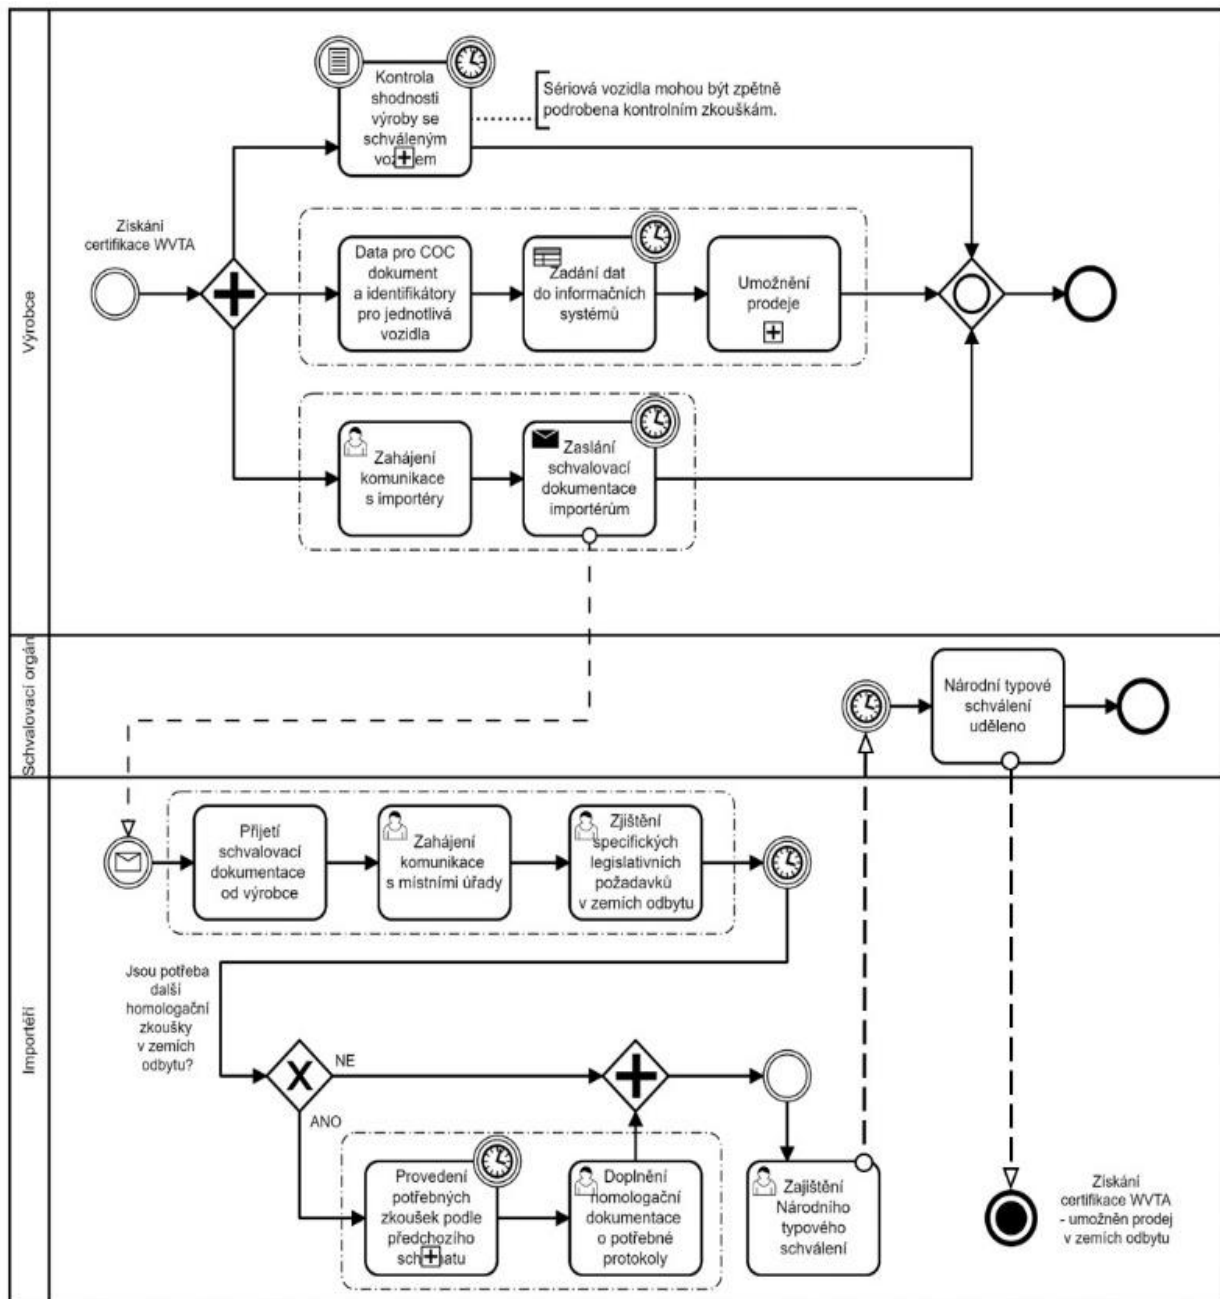 Výrobce
Získání
certifikace WVTA
Kontrola
shodnosti
výroby se
schváleným
Sériová vozidla mohou být zpětně
podrobena kontrolním zkouškám.
Data pro COC
dokument
a identifikátory
pro jednotlivá
vozidla
Zadání dat
do informačních
systémů
Umožnění
prodeje
Zahájení
komunikace
s importéry
Zaslání
schvalovací
dokumentace
importérům
Schvalovací orgán
Národní typové
schválení
uděleno
Importéři
Přijetí
schvalovací
dokumentace
od výrobce
Zahájení
komunikace
s místními úřady
Zjištění
specifických
legislativních
požadavků
v zemích odbytu
Jsou potřeba
další
homologační
zkoušky
v zemích
odbytu?
X
NE
ANO
Provedení
potřebných
zkoušek podle
předchozího
Doplnění
homologační
dokumentace
o potřebné
protokoly
Zajištění
Národního
typového
schválení
Získání
certifikace WVTA
- umožněn prodej
v zemích odbytu